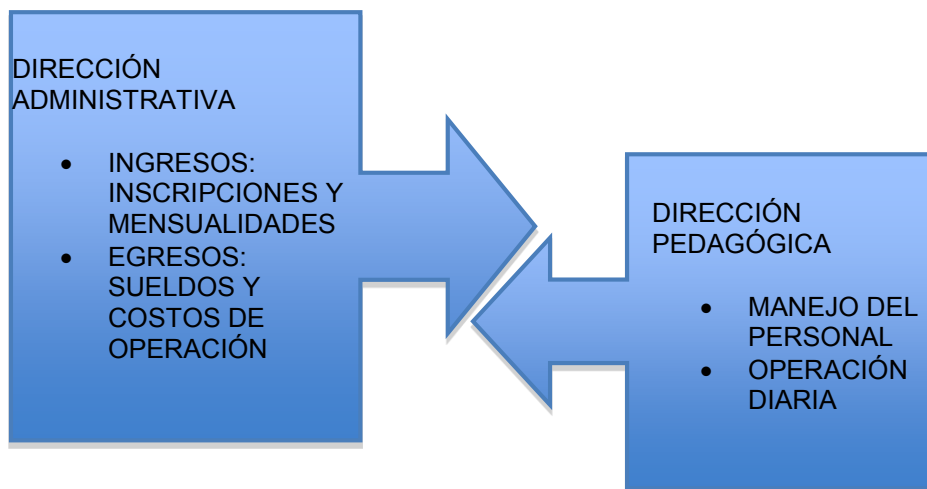 DIRECCIÓN
ADMINISTRATIVA
• INGRESOS:
INSCRIPCIONES Y
MENSUALIDADES
• EGRESOS:
SUELDOS Y
COSTOS DE
OPERACIÓN
DIRECCIÓN
PEDAGÓGICA
• MANEJO DEL
PERSONAL
• OPERACIÓN
DIARIA